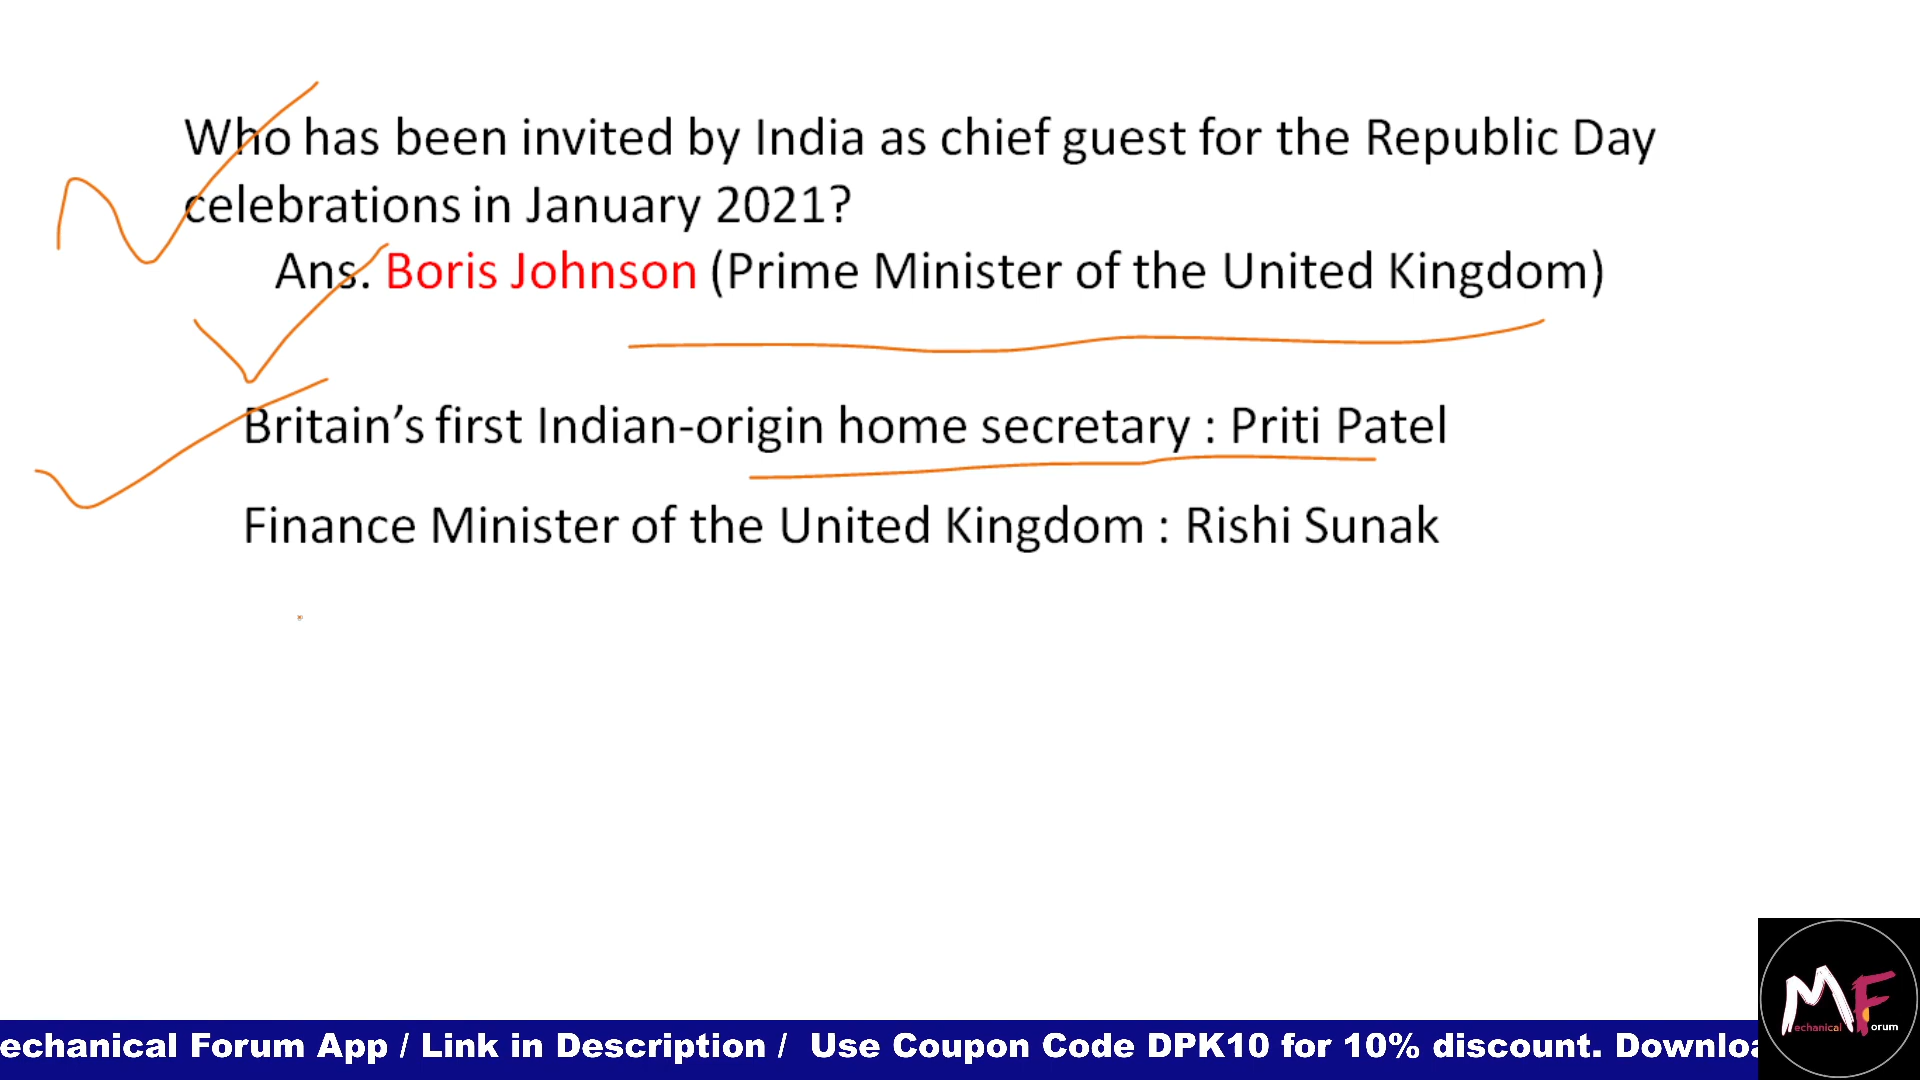 Who has been invited by India as chief guest for the Republic Day
celebrations in January 2021?
Ans. Boris Johnson (Prime Minister of the United Kingdom)
Britain’s first Indian-origin home secretary : Priti Patel
Finance Minister of the United Kingdom : Rishi Sunak
MF
echanical orum
echanical Forum App / Link in Description / Use Coupon Code DPK10 for 10% discount. Downloa